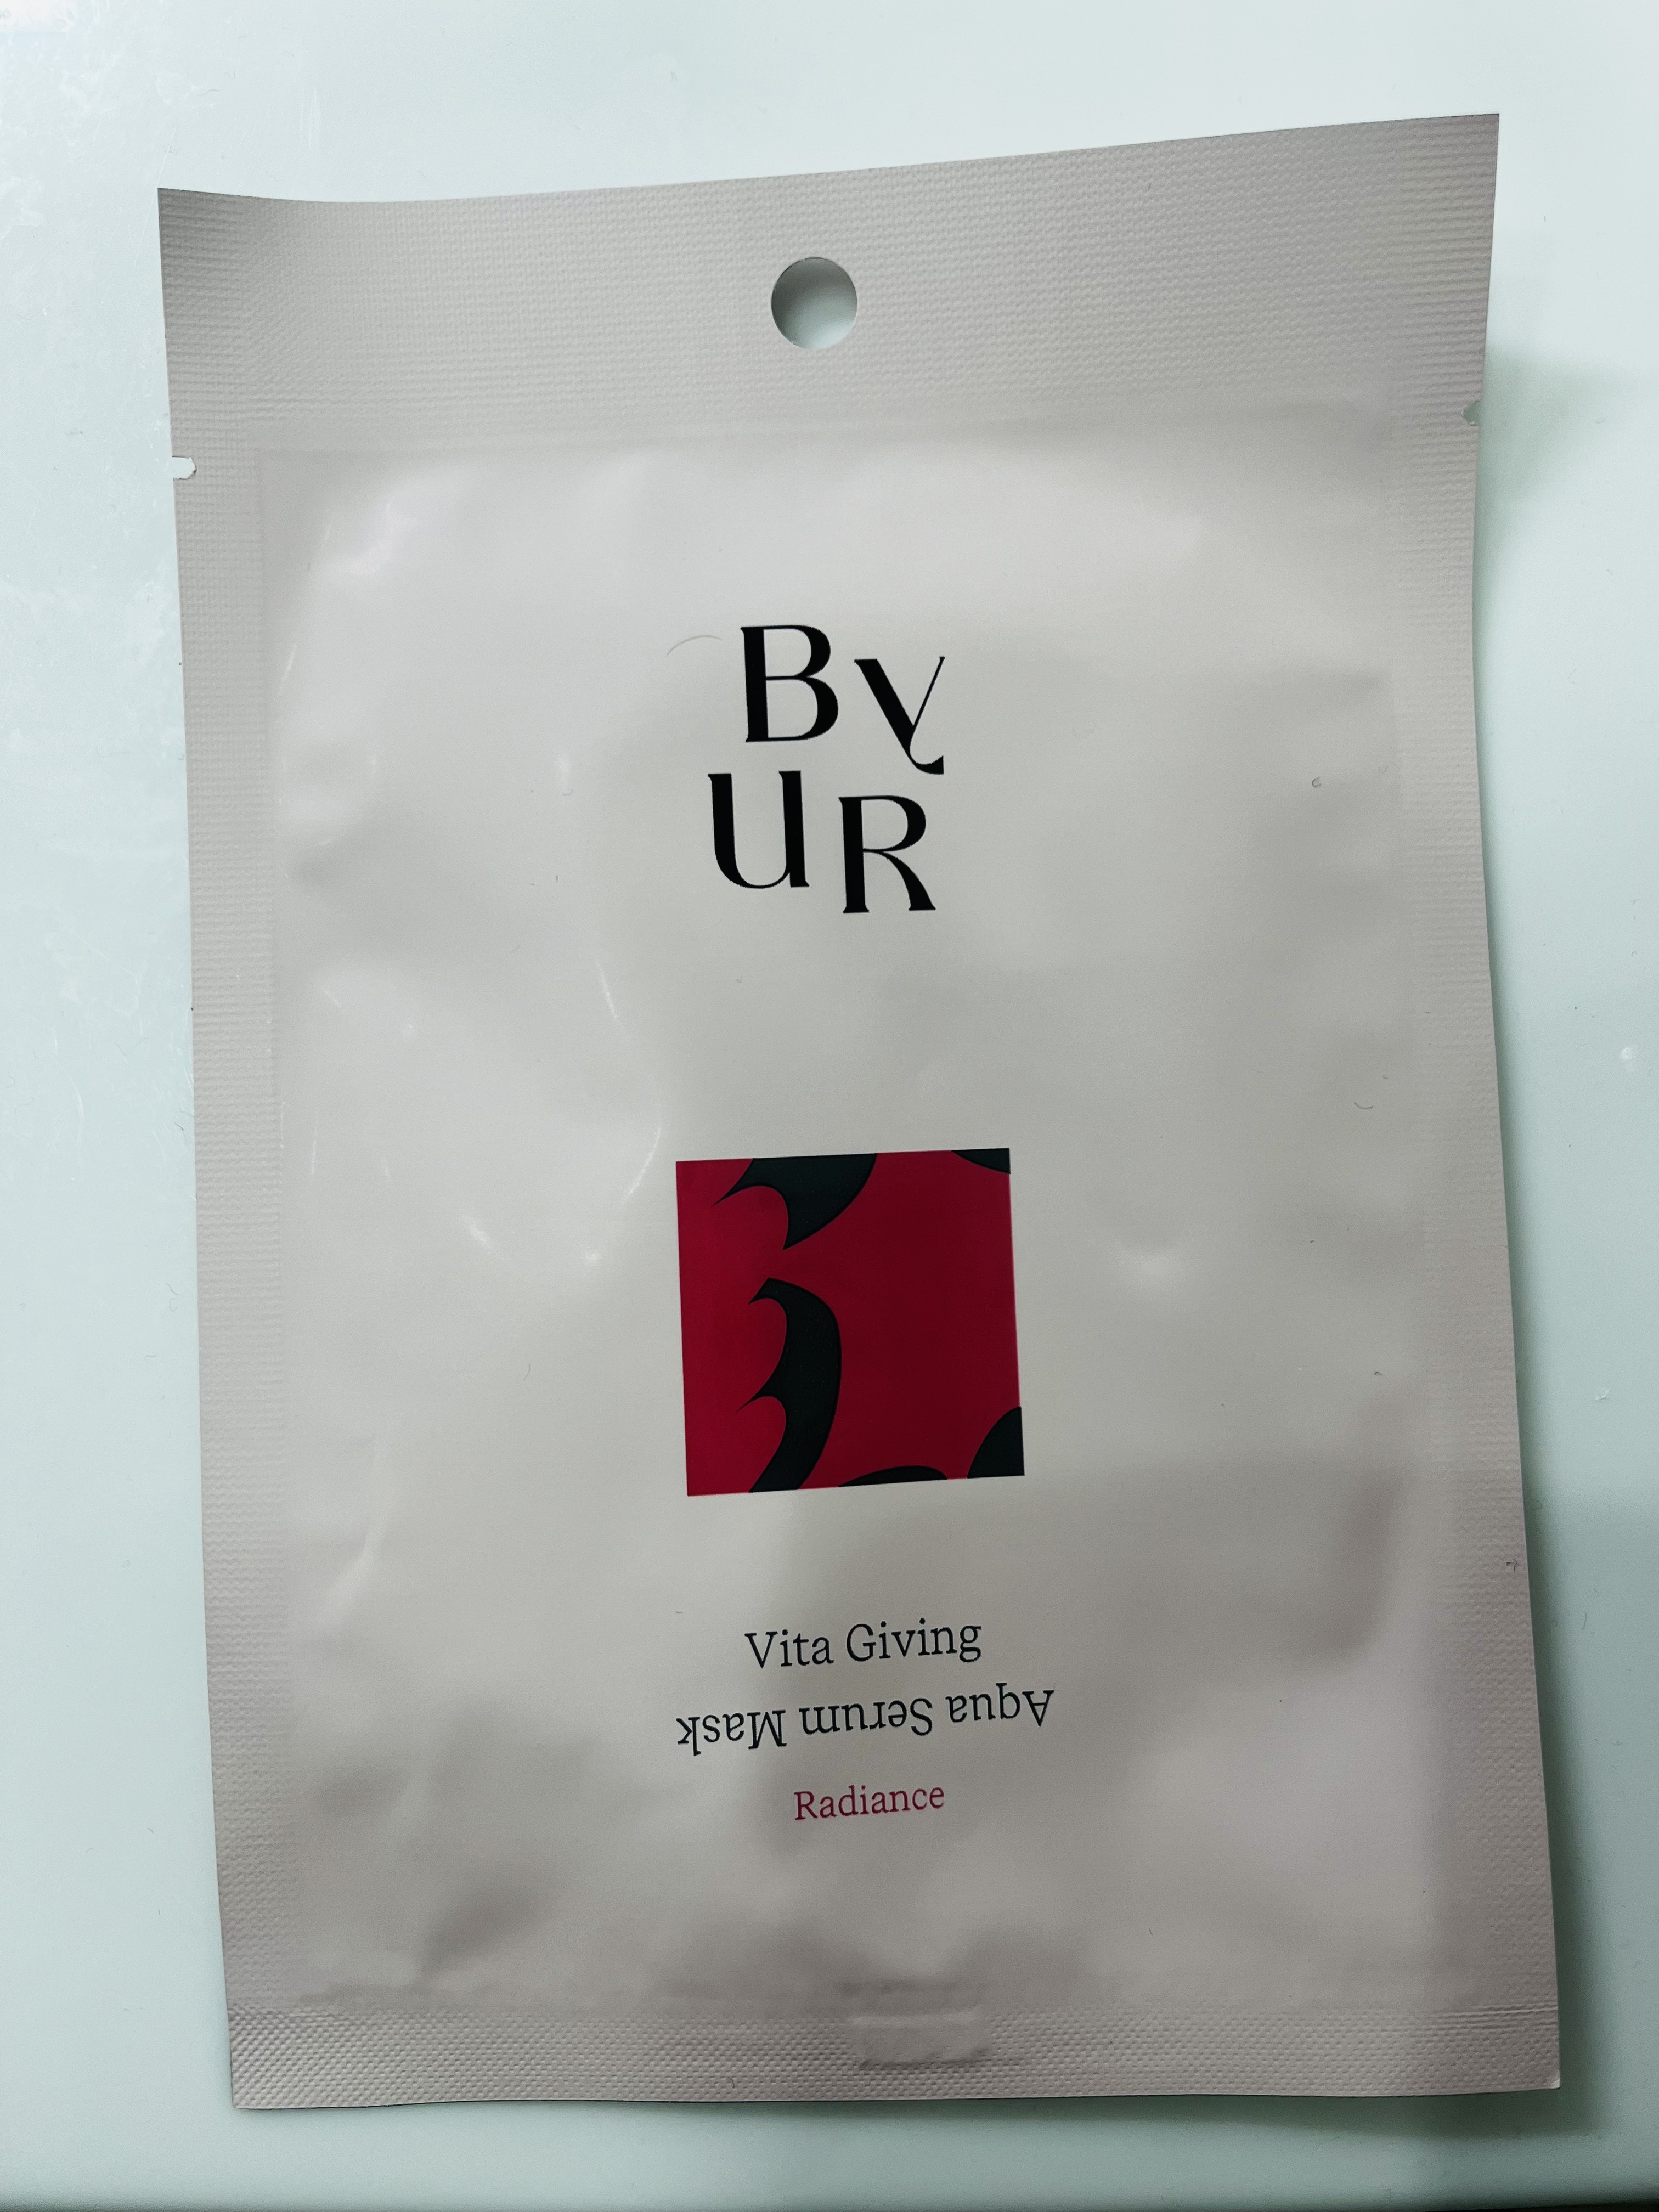 By
UR
Vita Giving
Aqua Serum Mask
Radiance